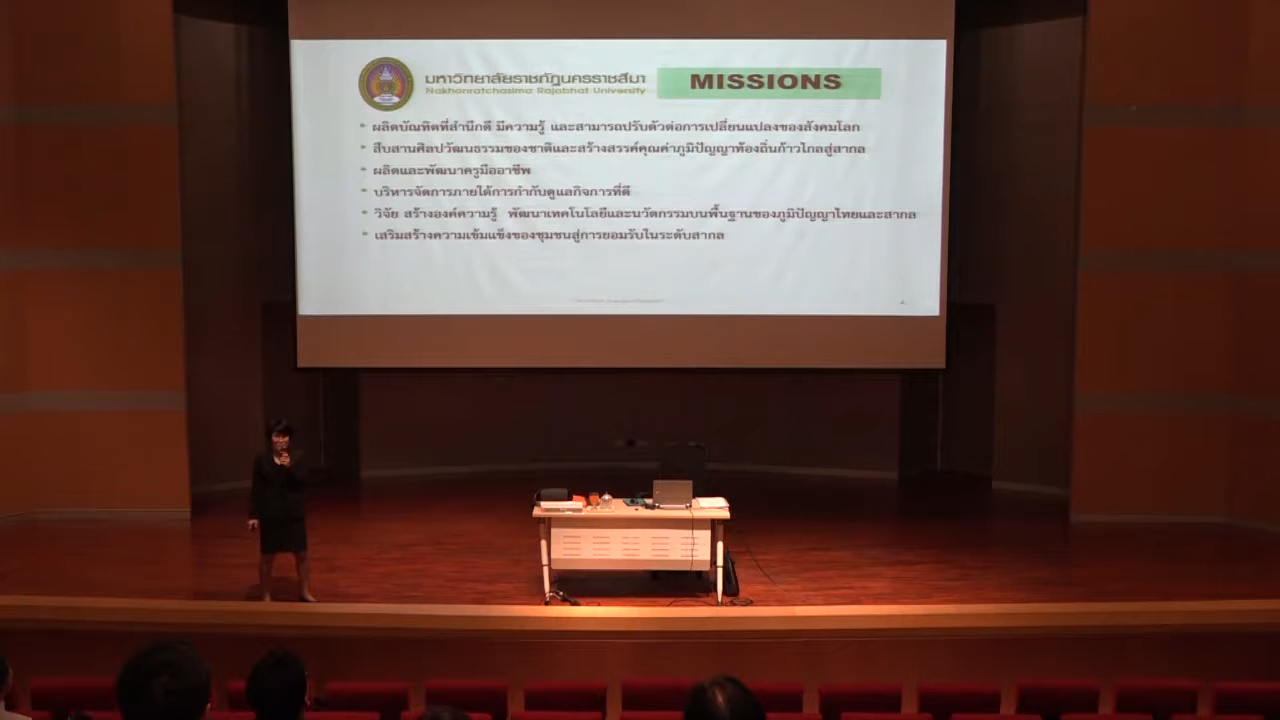 มหาวิทยาลัยราชภัฏนครราชสีมา
Nakhonratchasima Rajabhat University
MISSIONS
ผลิตบัณฑิตที่สำนึกดี มีความรู้ และสามารถปรับตัวต่อการเปลี่ยนแปลงของสังคมโลก
สืบสานศิลปวัฒนธรรมของชาติและสร้างสรรค์คุณค่าภูมิปัญญาท้องถิ่นก้าวไกลสู่สากล
ผลิตและพัฒนาครูมืออาชีพ
บริหารจัดการภายใต้การกำกับดูแลกิจการที่ดี
วิจัย สร้างองค์ความรู้ พัฒนาเทคโนโลยีและนวัตกรรมบนพื้นฐานของภูมิปัญญาไทยและสากล
เสริมสร้างความเข้มแข็งของชุมชนสู่การยอมรับในระดับสากล